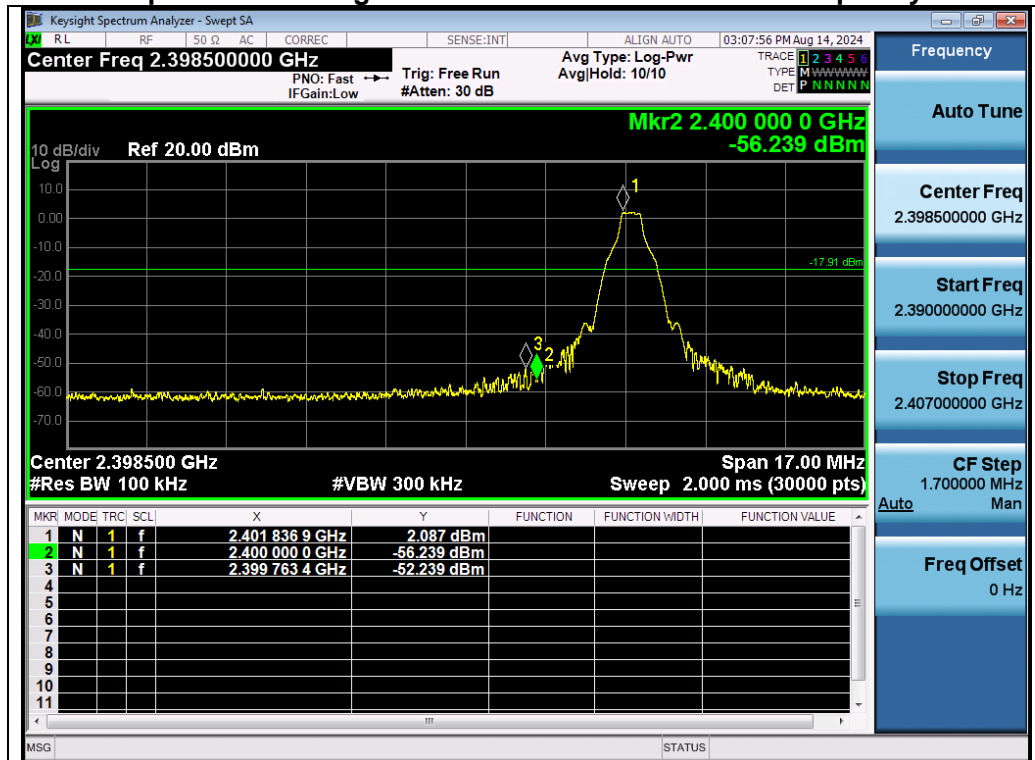 Keysight Spectrum Analyzer - Swept SA
LXI RL RF 50 Ω AC CORREC SENSE:INT ALIGN AUTO 03:07:56 PM Aug 14, 2024
Center Freq 2.398500000 GHz
PNO: Fast
IFGain:Low
Trig: Free Run
#Atten: 30 dB
Avg Type: Log-Pwr
Avg|Hold: 10/10
TRACE 1 2 3 4 5 6
TYPE M WWWWW
DET P N N N N N
Mkr2 2.400 000 0 GHz
-56.239 dBm
10 dB/div Ref 20.00 dBm
Log
10.0
0.00
-10.0
-20.0
-30.0
-40.0
-50.0
-60.0
-70.0
1
-17.91 dBm
3
2
Center 2.398500 GHz Span 17.00 MHz
#Res BW 100 kHz #VBW 300 kHz Sweep 2.000 ms (30000 pts)
MKR MODE TRC SCL X Y FUNCTION FUNCTION WIDTH FUNCTION VALUE
1 N 1 f 2.401 836 9 GHz 2.087 dBm
2 N 1 f 2.400 000 0 GHz -56.239 dBm
3 N 1 f 2.399 763 4 GHz -52.239 dBm
4
5
6
7
8
9
10
11
MSG STATUS
Frequency
Auto Tune
Center Freq
2.398500000 GHz
Start Freq
2.390000000 GHz
Stop Freq
2.407000000 GHz
CF Step
1.700000 MHz
Auto Man
Freq Offset
0 Hz